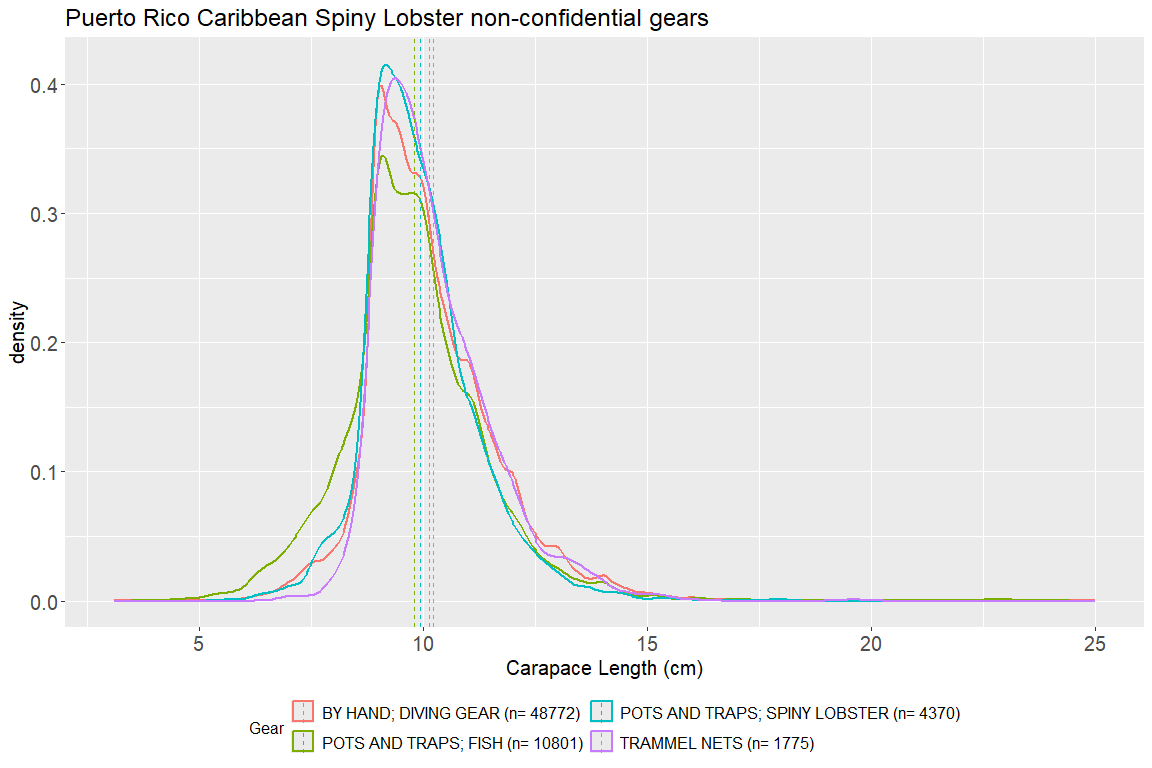 Puerto Rico Caribbean Spiny Lobster non-confidential gears
density
0.4
0.3
0.2
0.1
0.0
5 10 15 20 25
Carapace Length (cm)
Gear
BY HAND; DIVING GEAR (n= 48772)
POTS AND TRAPS; SPINY LOBSTER (n= 4370)
POTS AND TRAPS; FISH (n= 10801)
TRAMMEL NETS (n= 1775)